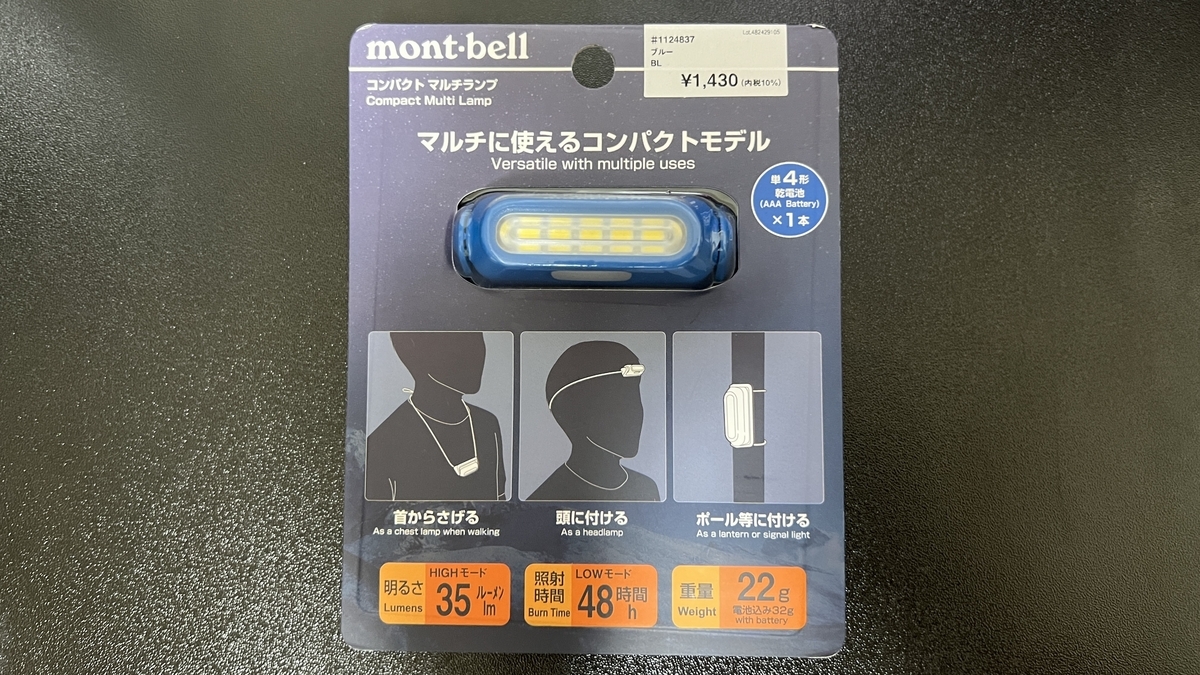 mont·bell
コンパクト マルチランプ
Compact Multi Lamp
#1124837
ブルー
BL
¥1,430 (内税10%)
マルチに使えるコンパクトモデル
Versatile with multiple uses
単4形
乾電池
(AAA Battery)
×1本
首からさげる
As a chest lamp when walking
頭に付ける
As a headlamp
ポール等に付ける
As a lantern or signal light
明るさ
Lumens
HIGHモード
35 ルーメン
lm
照射
時間
Burn Time
LOWモード
48 時間
h
重量
Weight
22g
電池込み32g
with battery